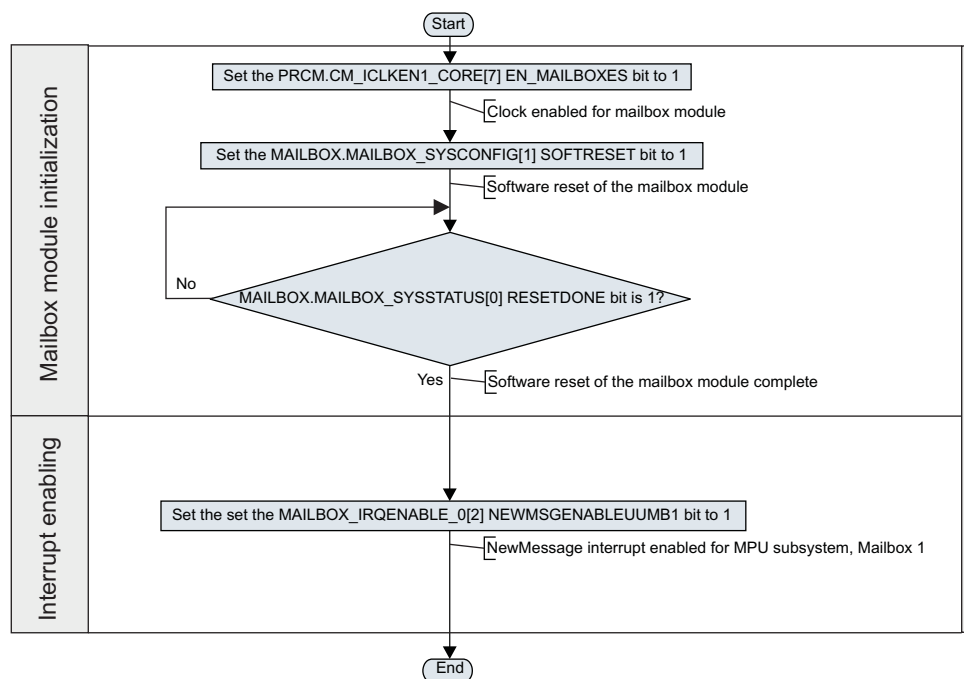 Start
Mailbox module initialization
Set the PRCM.CM_ICLKEN1_CORE[7] EN_MAILBOXES bit to 1
Clock enabled for mailbox module
Set the MAILBOX.MAILBOX_SYSCONFIG[1] SOFTRESET bit to 1
Software reset of the mailbox module
No
MAILBOX.MAILBOX_SYSSTATUS[0] RESETDONE bit is 1?
Yes
Software reset of the mailbox module complete
Interrupt enabling
Set the set the MAILBOX_IRQENABLE_0[2] NEWMSGENABLEUUMB1 bit to 1
NewMessage interrupt enabled for MPU subsystem, Mailbox 1
End